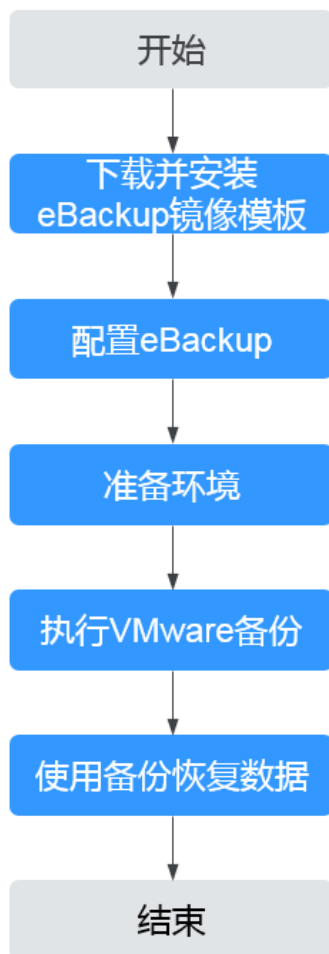 开始
下载并安装
eBackup镜像模板
配置eBackup
准备环境
执行VMware备份
使用备份恢复数据
结束